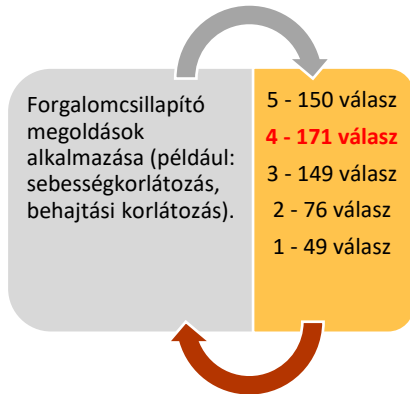 Forgalomcsillapító
megoldások
alkalmazása (például:
sebességkorlátozás,
behajtási korlátozás).
5 - 150 válasz
4 - 171 válasz
3 - 149 válasz
2 - 76 válasz
1 - 49 válasz